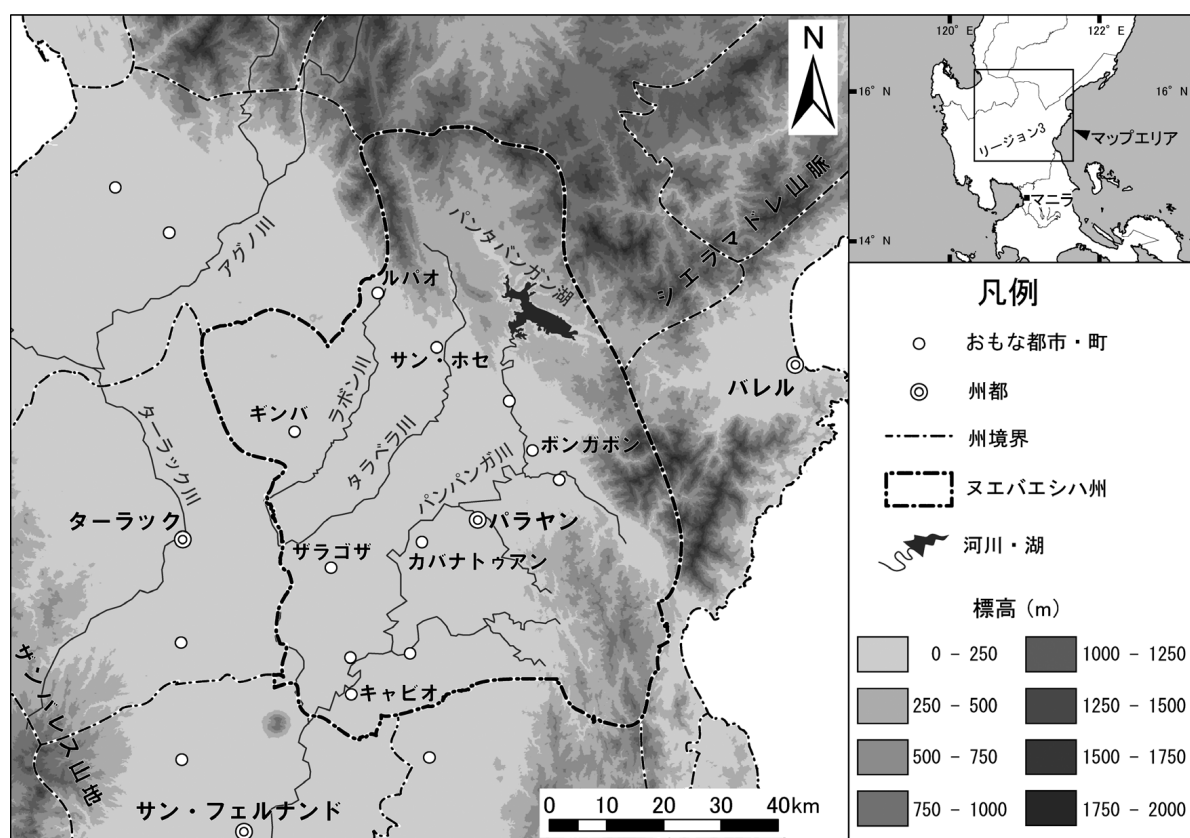 N
アグノ川
パンタバンガン湖
シエラマドレ山脈
ルパオ
サン・ホセ
バレル
ラボン川
ギンバ
タラベラ川
ターラック川
ボンガボン
パンパンガ川
ターラック
パラヤン
ザラゴザ
カバナトゥアン
キャビオ
ザンバレス山地
サン・フェルナンド
0 10 20 30 40km
120° E
122° E
16° N
16° N
リージョン3
マップエリア
マニラ
14° N
凡例
おもな都市・町
州都
州境界
ヌエバエシハ州
河川・湖
標高(m)
0 - 250
1000 - 1250
250 - 500
1250 - 1500
500 - 750
1500 - 1750
750 - 1000
1750 - 2000